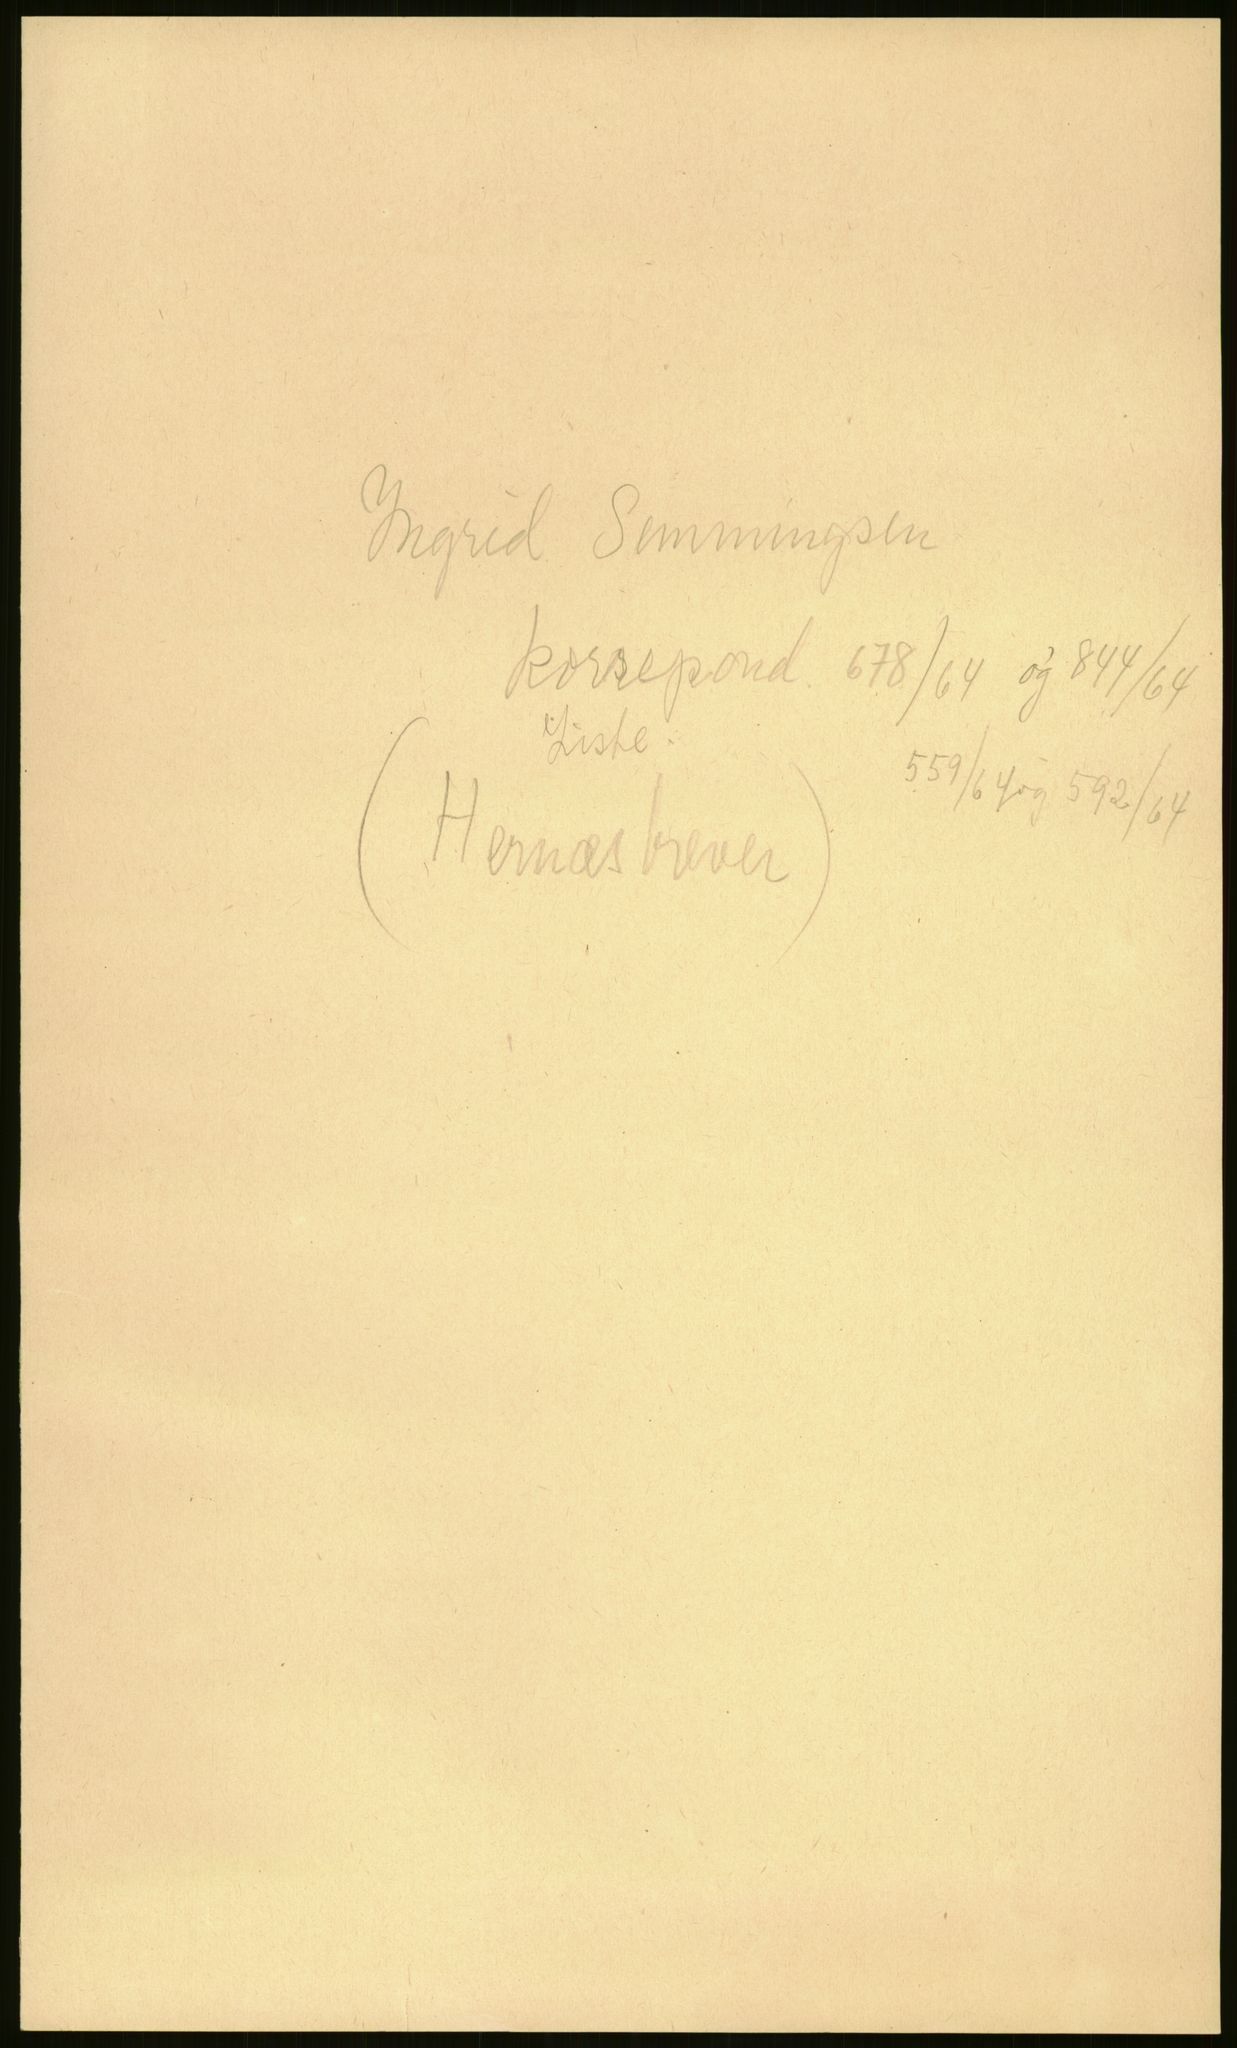 Ingrid Semmingsen
korrespond. 678/64 og 844/64
Liste.
559/64 og 592/64
(Hernæsbrever)